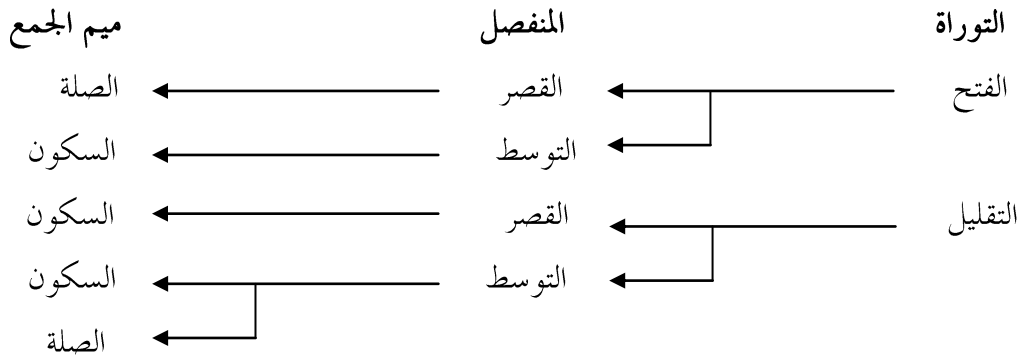 التوراة المنفصل ميم الجمع
الفتح القصر الصلة
التوسط السكون
التقليل القصر السكون
التوسط السكون
الصلة